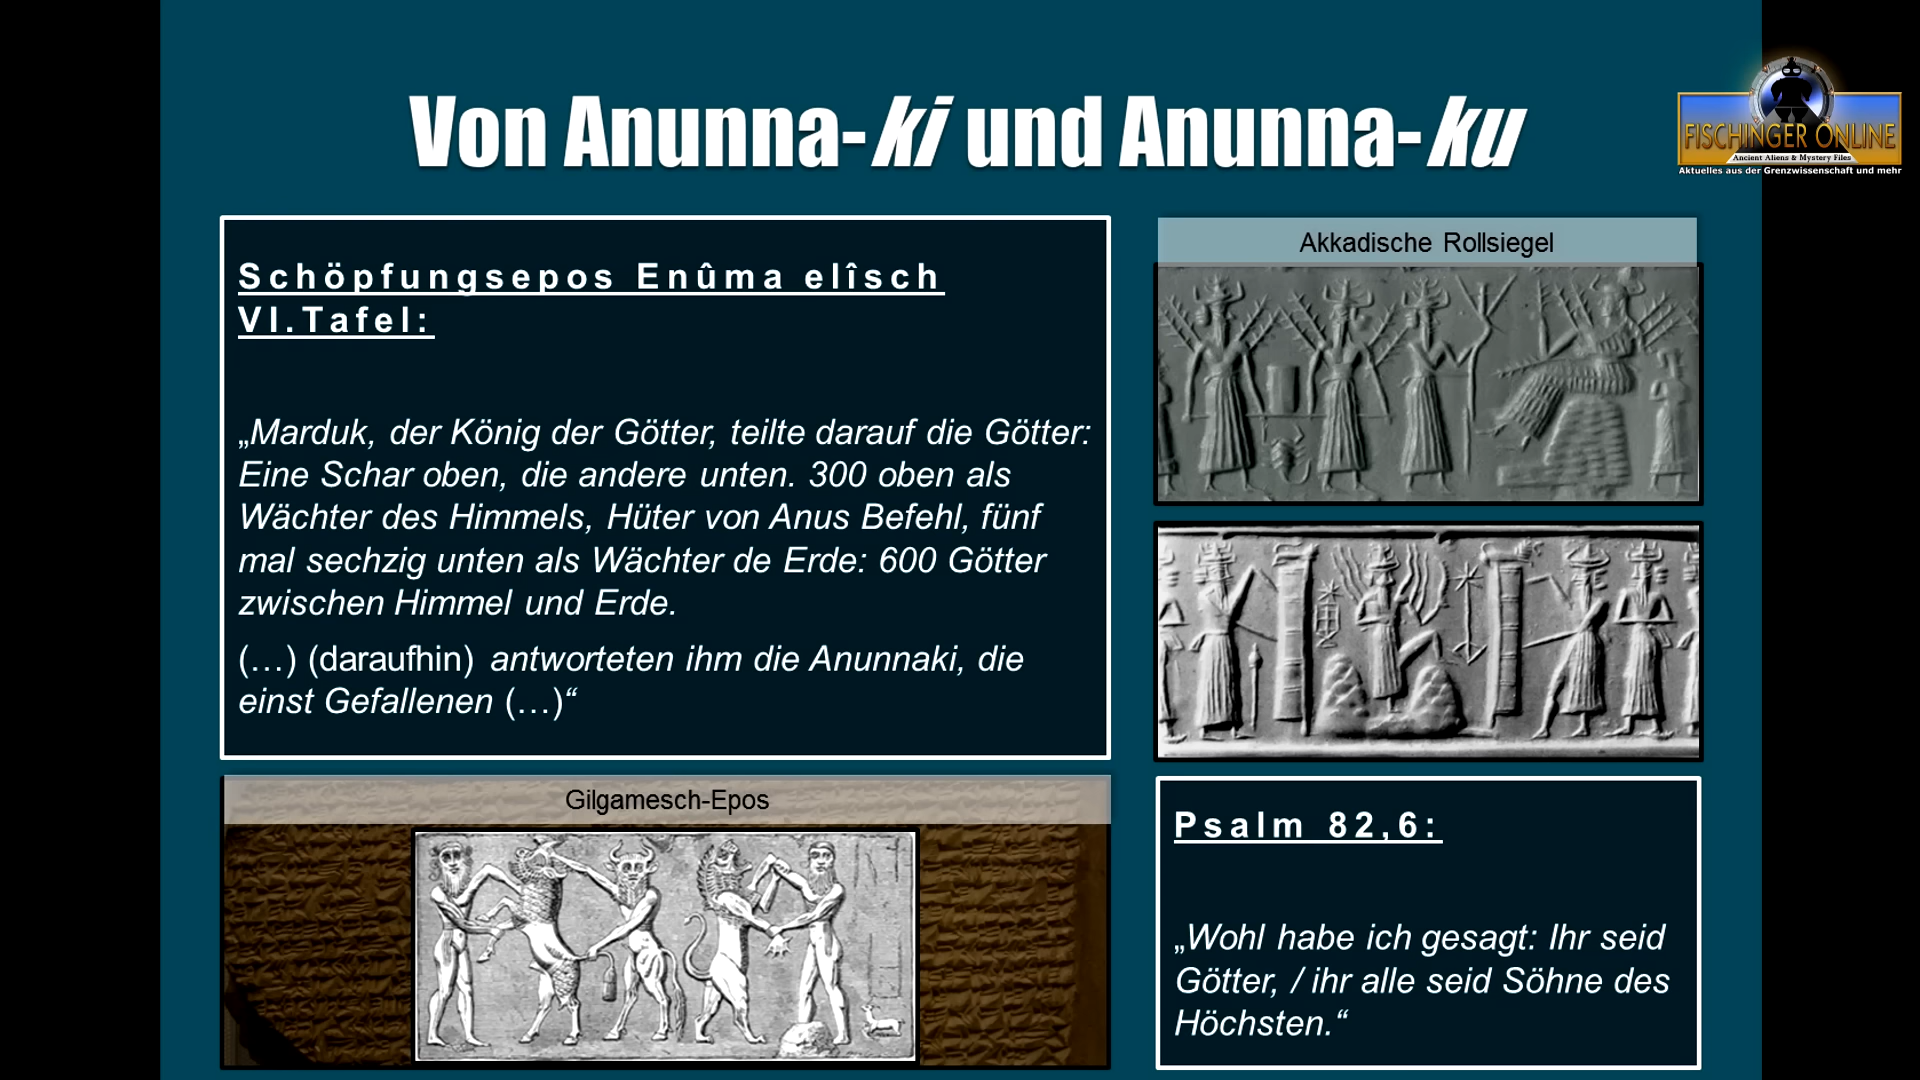 Von Anunna-ki und Anunna-ku
FISCHINGER ONLINE
Ancient Aliens & Mystery Files
Aktuelles aus der Grenzwissenschaft und mehr
Schöpfungsepos Enûma elîsch
VI.Tafel:
„Marduk, der König der Götter, teilte darauf die Götter:
Eine Schar oben, die andere unten. 300 oben als
Wächter des Himmels, Hüter von Anus Befehl, fünf
mal sechzig unten als Wächter de Erde: 600 Götter
zwischen Himmel und Erde.
(…) (daraufhin) antworteten ihm die Anunnaki, die
einst Gefallenen (…)“
Akkadische Rollsiegel
Gilgamesch-Epos
Psalm 82,6:
„Wohl habe ich gesagt: Ihr seid
Götter, / ihr alle seid Söhne des
Höchsten.“